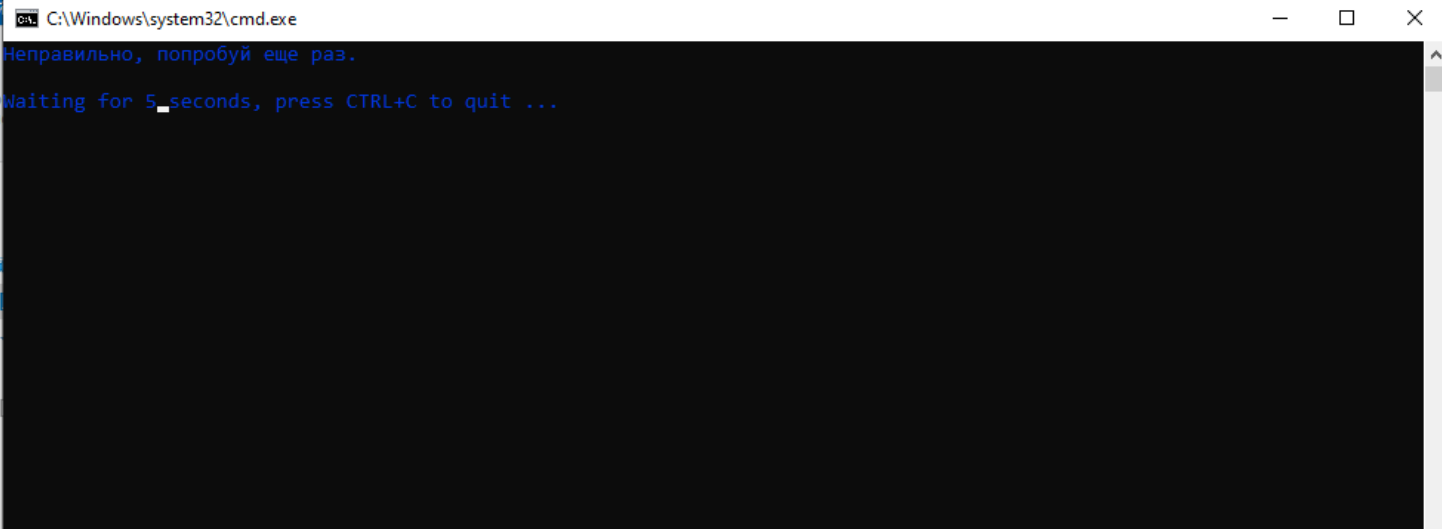 C:\Windows\system32\cmd.exe
Неправильно, попробуй еще раз.
Waiting for 5 seconds, press CTRL+C to quit ...